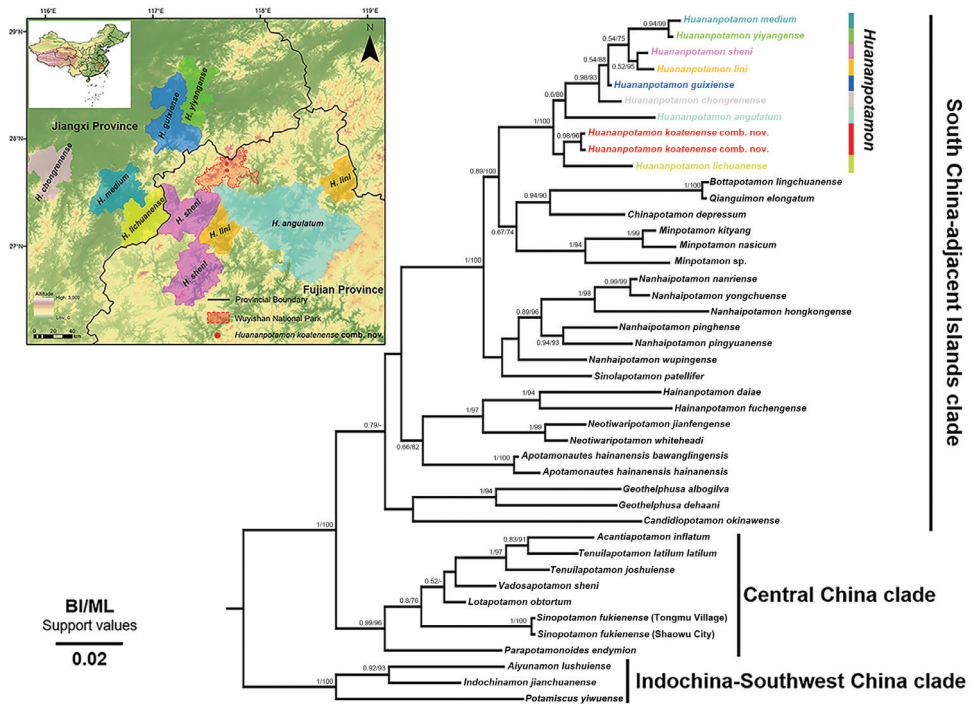 116°E
117°E
118°E
119°E
29°N
28°N
27°N
N
Jiangxi Province
Fujian Province
H. yiyangense
H. guixiense
H. chongrenense
H. medium
H. lichuanense
H. sheni
H. lini
H. lini
H. angulatum
H. sheni
Altitude
High: 3,000
Low: 0
0 10 20 40
km
Provincial Boundary
Wuyishan National Park
Huananpotamon koatenense comb. nov.
Huananpotamon medium
Huananpotamon yiyangense
Huananpotamon sheni
Huananpotamon lini
Huananpotamon guixiense
Huananpotamon chongrenense
Huananpotamon angulatum
Huananpotamon koatenense comb. nov.
Huananpotamon koatenense comb. nov.
Huananpotamon lichuanense
Bottapotamon lingchuanense
Qianguimon elongatum
Chinapotamon depressum
Minpotamon kityang
Minpotamon nasicum
Minpotamon sp.
Nanhaipotamon nanriense
Nanhaipotamon yongchuense
Nanhaipotamon hongkongense
Nanhaipotamon pinghense
Nanhaipotamon pingyuanense
Nanhaipotamon wupingense
Sinolapotamon patellifer
Hainanpotamon daiae
Hainanpotamon fuchengense
Neotiwaripotamon jianfengense
Neotiwaripotamon whiteheadi
Apotamonautes hainanensis bawanglingensis
Apotamonautes hainanensis hainanensis
Geothelphusa albogilva
Geothelphusa dehaani
Candidiopotamon okinawense
Acantiapotamon inflatum
Tenuilapotamon latilum latilum
Tenuilapotamon joshuiense
Vadosapotamon sheni
Lotapotamon obtortum
Sinopotamon fukienense (Tongmu Village)
Sinopotamon fukienense (Shaowu City)
Parapotamonoides endymion
Aiyunamon lushuiense
Indochinamon jianchuanense
Potamiscus yiwuense
0.94/99
0.54/75
0.54/88
0.52/95
0.98/93
0.6/80
1/100
0.98/96
0.89/100
1/100
0.94/90
0.67/74
1/99
1/94
1/100
0.99/99
1/98
0.89/96
0.94/93
1/94
1/97
1/99
0.79/-
0.66/82
1/100
1/94
1/100
0.83/91
1/97
0.52/-
0.8/76
1/100
0.99/96
0.92/93
1/100
Huananpotamon
South China-adjacent Islands clade
Central China clade
Indochina-Southwest China clade
BI/ML
Support values
0.02